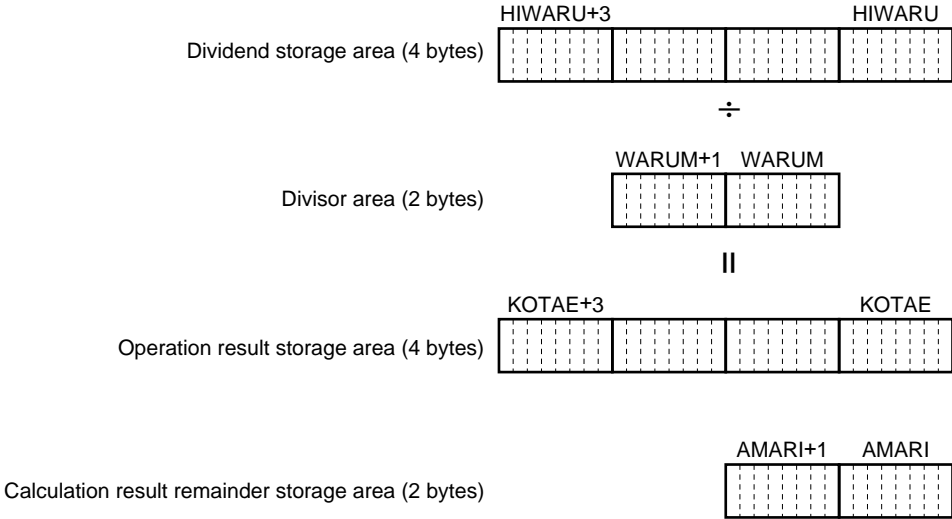 HIWARU+3 HIWARU
Dividend storage area (4 bytes)
÷
WARUM+1 WARUM
Divisor area (2 bytes)
=
KOTAE+3 KOTAE
Operation result storage area (4 bytes)
AMARI+1 AMARI
Calculation result remainder storage area (2 bytes)